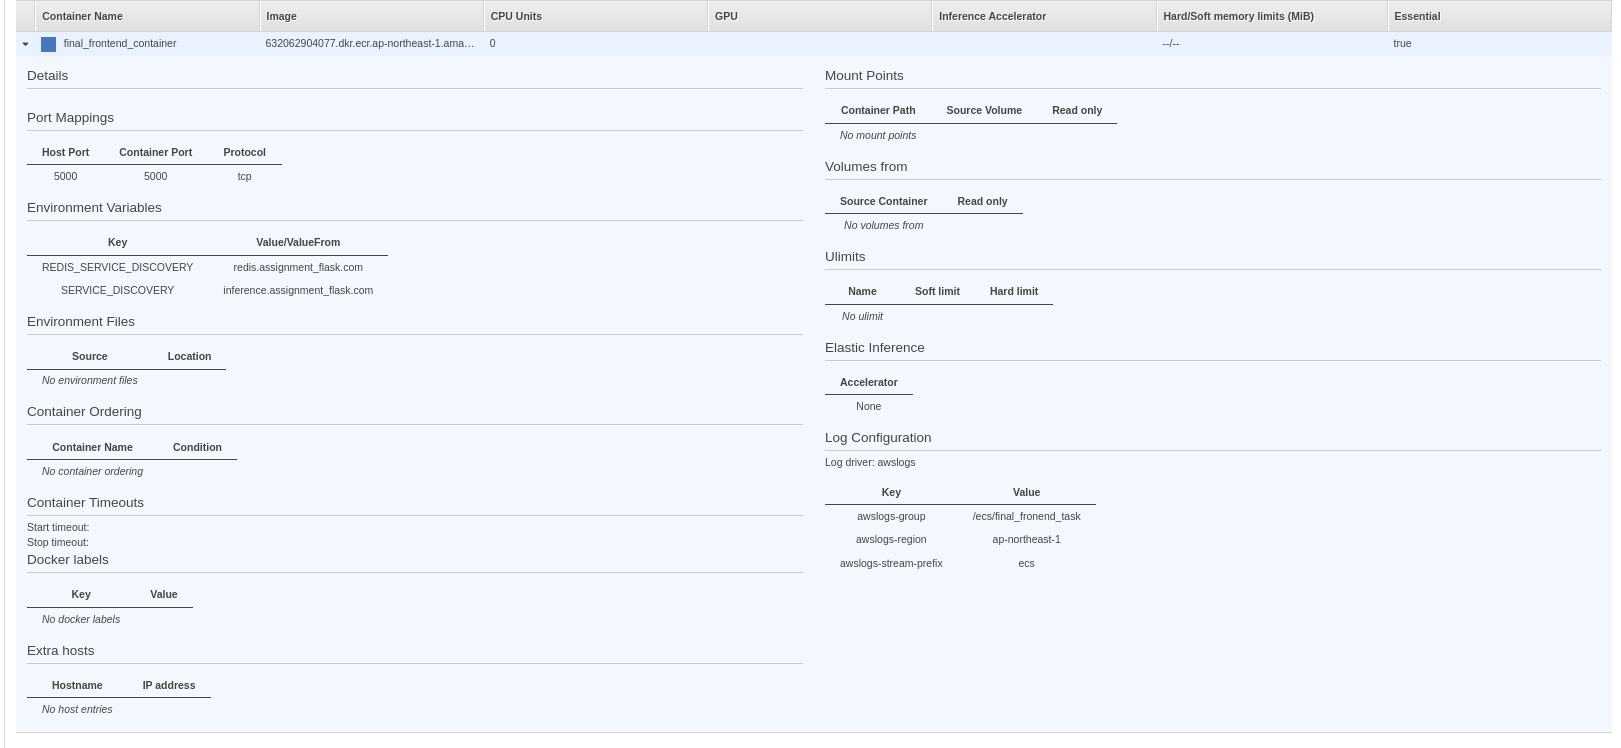 Container Name Image CPU Units GPU Inference Accelerator Hard/Soft memory limits (MiB) Essential
final_frontend_container 632062904077.dkr.ecr.ap-northeast-1.ama... 0 --/-- true
Details
Port Mappings
Host Port Container Port Protocol
5000 5000 tcp
Environment Variables
Key Value/ValueFrom
REDIS_SERVICE_DISCOVERY redis.assignment_flask.com
SERVICE_DISCOVERY inference.assignment_flask.com
Environment Files
Source Location
No environment files
Container Ordering
Container Name Condition
No container ordering
Container Timeouts
Start timeout:
Stop timeout:
Docker labels
Key Value
No docker labels
Extra hosts
Hostname IP address
No host entries
Mount Points
Container Path Source Volume Read only
No mount points
Volumes from
Source Container Read only
No volumes from
Ulimits
Name Soft limit Hard limit
No ulimit
Elastic Inference
Accelerator
None
Log Configuration
Log driver: awslogs
Key Value
awslogs-group /ecs/final_fronend_task
awslogs-region ap-northeast-1
awslogs-stream-prefix ecs